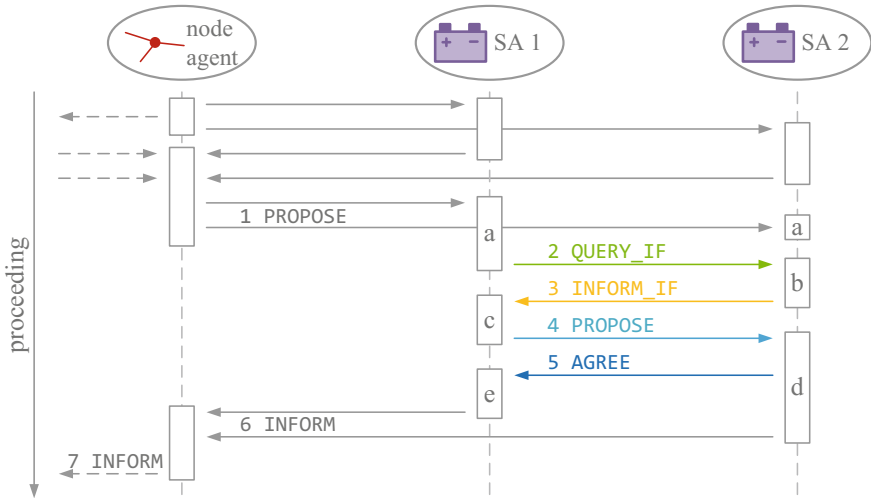 node
agent
SA 1
SA 2
proceeding
1 PROPOSE
a
a
2 QUERY_IF
b
3 INFORM_IF
c
4 PROPOSE
5 AGREE
d
e
6 INFORM
7 INFORM